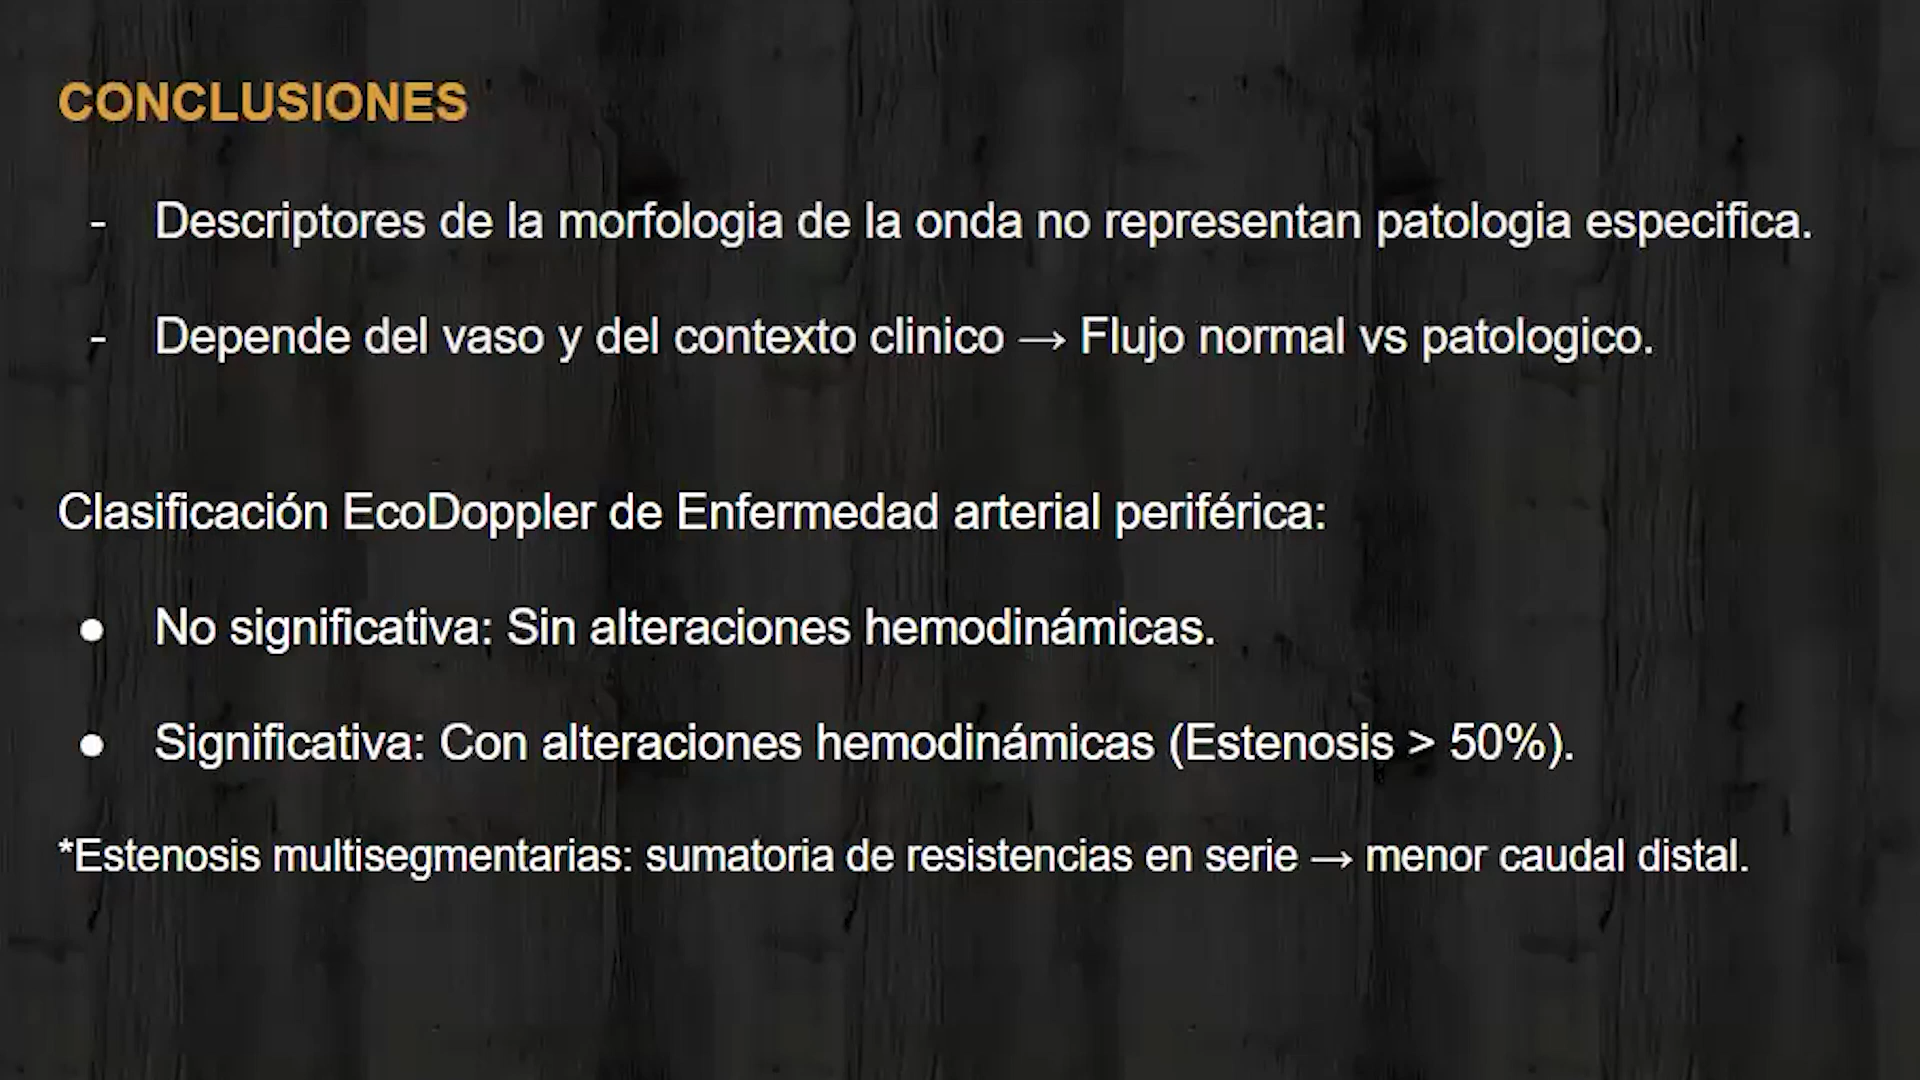 CONCLUSIONES
- Descriptores de la morfologia de la onda no representan patologia especifica.
- Depende del vaso y del contexto clinico → Flujo normal vs patologico.
Clasificación EcoDoppler de Enfermedad arterial periférica:
● No significativa: Sin alteraciones hemodinámicas.
● Significativa: Con alteraciones hemodinámicas (Estenosis > 50%).
*Estenosis multisegmentarias: sumatoria de resistencias en serie → menor caudal distal.